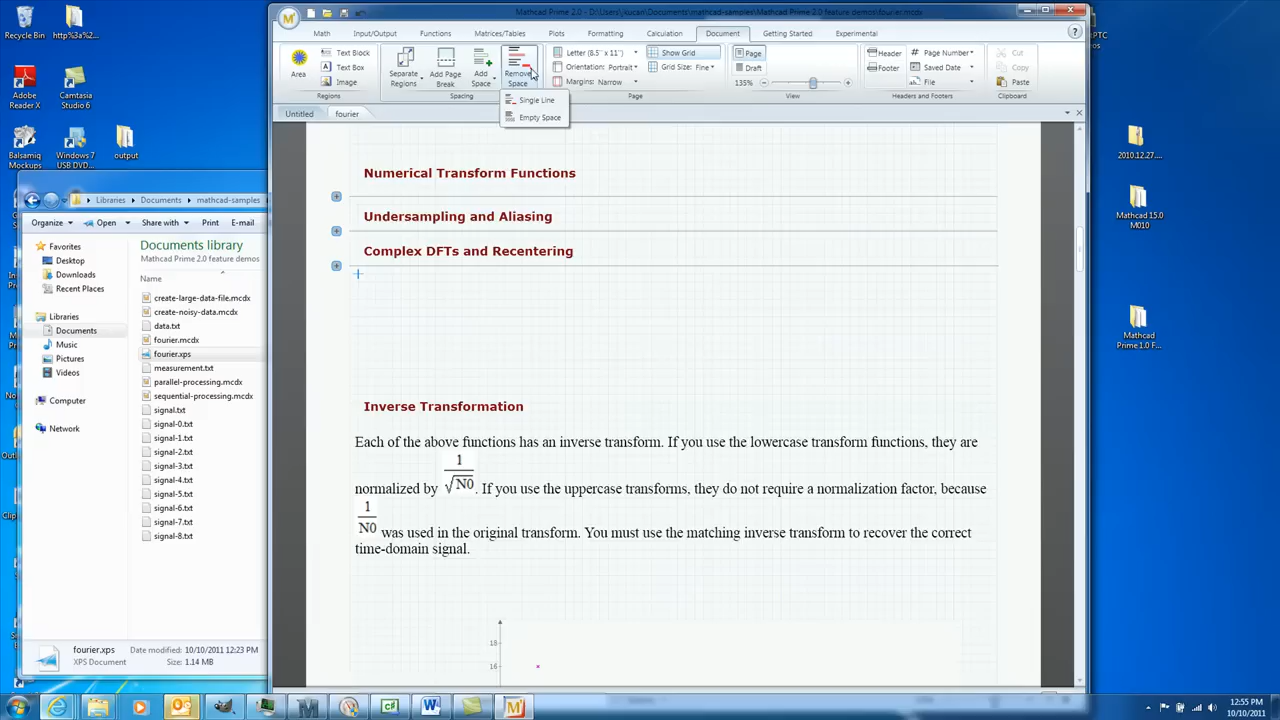 Mathcad Prime 2.0 - D:\Users\jkucan\Documents\mathcad-samples\Mathcad Prime 2.0 feature demos\fourier.mcdx
Recycle Bin
http%3a%2...
Adobe Reader X
Camtasia Studio 6
Balsamiq Mockups
Windows 7 USB DVD...
output
Math
Input/Output
Functions
Matrices/Tables
Plots
Formatting
Calculation
Document
Getting Started
Experimental
Area
Text Block
Text Box
Image
Regions
Separate Regions
Add Page Break
Add Space
Remove Space
Spacing
Letter (8.5" x 11")
Orientation: Portrait
Margins: Narrow
Show Grid
Grid Size: Fine
Page
Page
Draft
135%
View
Header
Footer
Page Number
Saved Date
File
Headers and Footers
Cut
Copy
Paste
Clipboard
Single Line
Empty Space
Untitled
fourier
Numerical Transform Functions
Undersampling and Aliasing
Complex DFTs and Recentering
Inverse Transformation
Each of the above functions has an inverse transform. If you use the lowercase transform functions, they are
normalized by 1/√N0. If you use the uppercase transforms, they do not require a normalization factor, because
1/N0 was used in the original transform. You must use the matching inverse transform to recover the correct
time-domain signal.
18
16
Libraries
Documents
mathcad-samples
Organize
Open
Share with
Print
E-mail
Favorites
Desktop
Downloads
Recent Places
Libraries
Documents
Music
Pictures
Videos
Computer
Network
Documents library
Mathcad Prime 2.0 feature demos
Name
create-large-data-file.mcdx
create-noisy-data.mcdx
data.txt
fourier.mcdx
fourier.xps
measurement.txt
parallel-processing.mcdx
sequential-processing.mcdx
signal.txt
signal-0.txt
signal-1.txt
signal-2.txt
signal-3.txt
signal-4.txt
signal-5.txt
signal-6.txt
signal-7.txt
signal-8.txt
fourier.xps
XPS Document
Date modified: 10/10/2011 12:23 PM
Size: 1.14 MB
2010.12.27....
Mathcad 15.0 M010
Mathcad Prime 1.0 F...
12:55 PM
10/10/2011